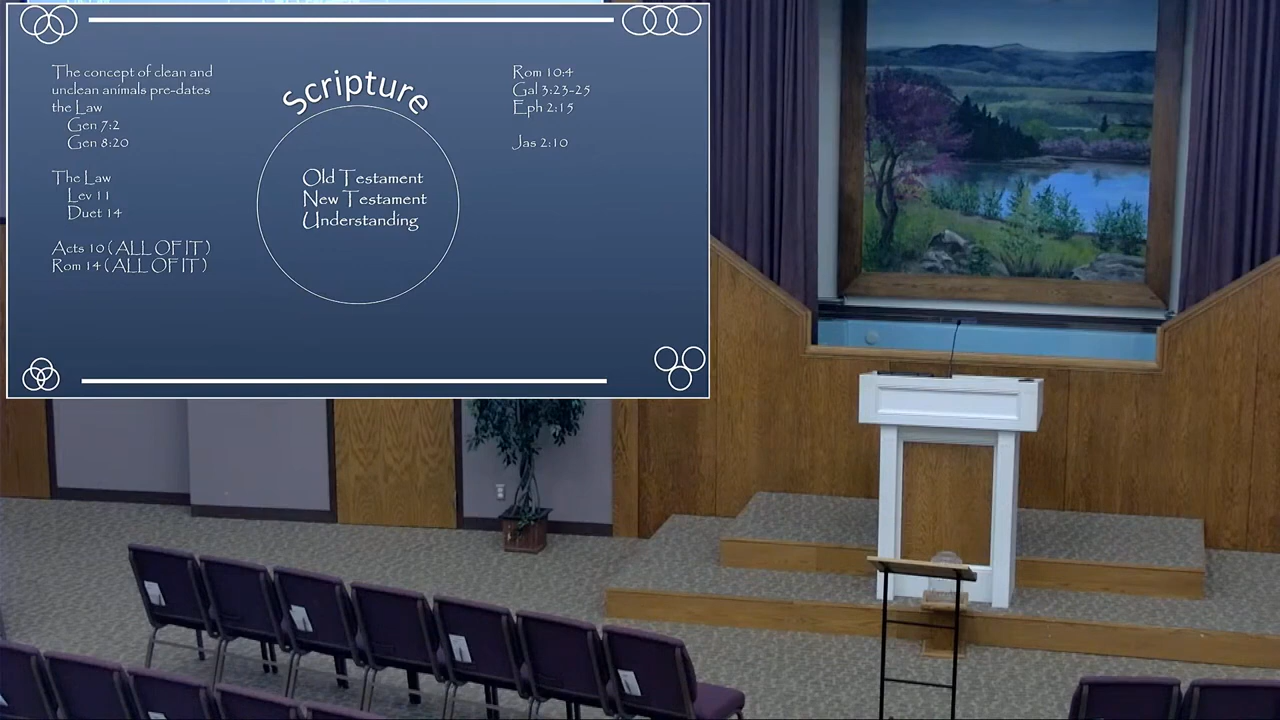 The concept of clean and
unclean animals pre-dates
the Law
Gen 7:2
Gen 8:20
The Law
Lev 11
Duet 14
Acts 10 (ALL OF IT)
Rom 14 (ALL OF IT)
Scripture
Old Testament
New Testament
Understanding
Rom 10:4
Gal 3:23-25
Eph 2:15
Jas 2:10